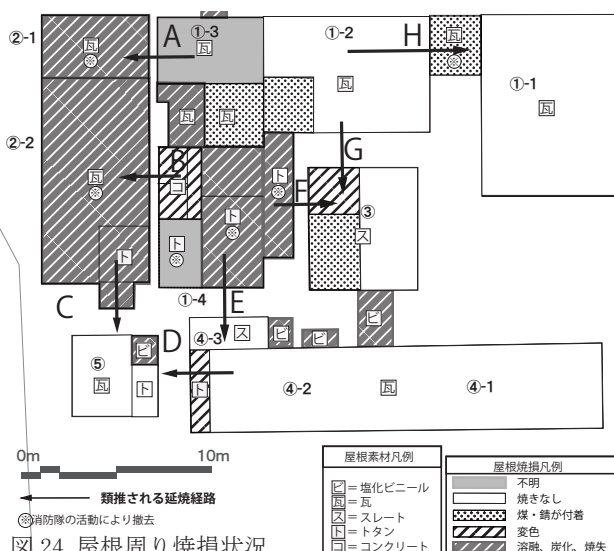 ②-1
瓦
※
A
①-3
瓦
①-2
瓦
H
瓦
※
①-1
瓦
②-2
瓦
※
瓦
瓦
B
コ
ト
※
G
F
③
ス
ト
※
ト
※
ト
①-4
C
E
D
⑤
瓦
ビ
ト
④-3
ス
ビ
ビ
ビ
ト
④-2
瓦
④-1
0m 10m
類推される延焼経路
※消防隊の活動により撤去
図 24 屋根周り焼損状況
屋根素材凡例
ビ=塩化ビニール
瓦=瓦
ス=スレート
ト=トタン
コ=コンクリート
屋根焼損凡例
不明
焼きなし
煤・錆が付着
変色
溶融、炭化、焼失